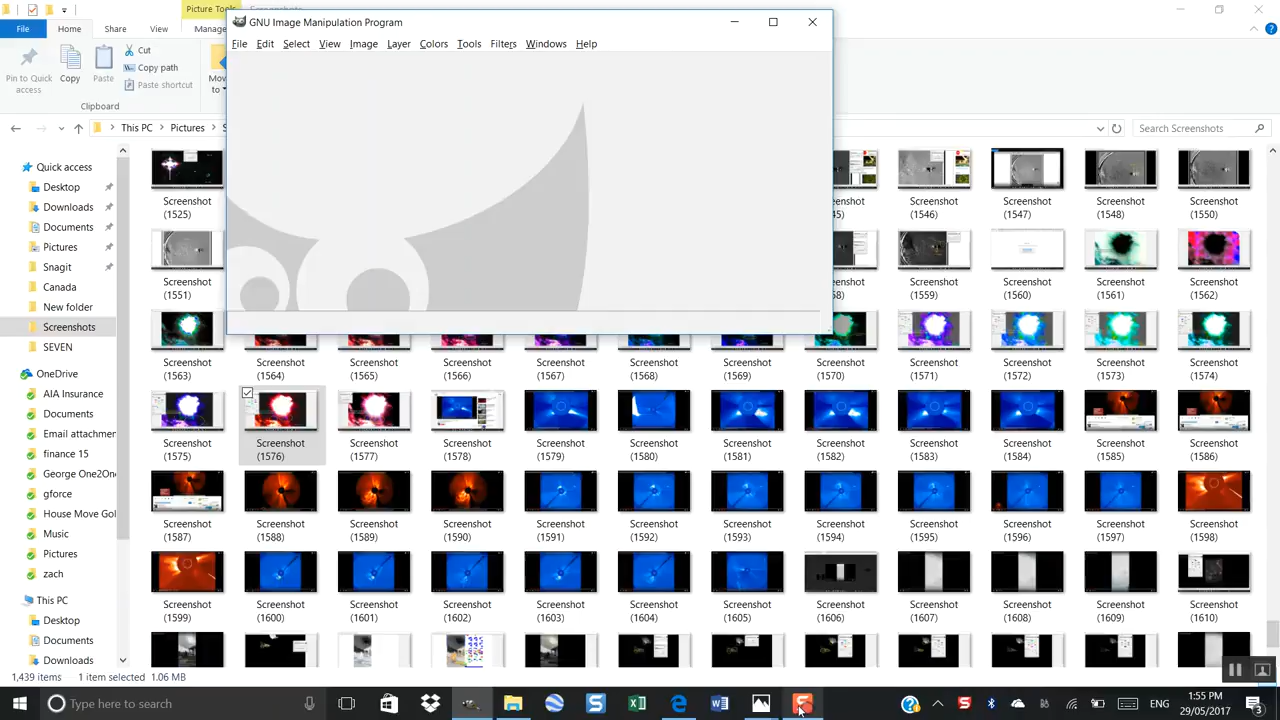 Picture Tools
Screenshots
GNU Image Manipulation Program
File
Home
Share
View
Manage
File Edit Select View Image Layer Colors Tools Filters Windows Help
Pin to Quick access
Copy
Paste
Cut
Copy path
Paste shortcut
Move to
Clipboard
This PC
Pictures
Search Screenshots
Quick access
Desktop
Downloads
Documents
Pictures
Snagit
Canada
New folder
Screenshots
SEVEN
OneDrive
AIA Insurance
Documents
Email attachmen
finance 15
George One2On
gforce
House Move Gol
Music
Pictures
zach
This PC
Desktop
Documents
Downloads
Screenshot (1525)
45)
Screenshot (1546)
Screenshot (1547)
Screenshot (1548)
Screenshot (1550)
Screenshot (1551)
58)
Screenshot (1559)
Screenshot (1560)
Screenshot (1561)
Screenshot (1562)
Screenshot (1563)
Screenshot (1564)
Screenshot (1565)
Screenshot (1566)
Screenshot (1567)
Screenshot (1568)
Screenshot (1569)
Screenshot (1570)
Screenshot (1571)
Screenshot (1572)
Screenshot (1573)
Screenshot (1574)
Screenshot (1575)
Screenshot (1576)
Screenshot (1577)
Screenshot (1578)
Screenshot (1579)
Screenshot (1580)
Screenshot (1581)
Screenshot (1582)
Screenshot (1583)
Screenshot (1584)
Screenshot (1585)
Screenshot (1586)
Screenshot (1587)
Screenshot (1588)
Screenshot (1589)
Screenshot (1590)
Screenshot (1591)
Screenshot (1592)
Screenshot (1593)
Screenshot (1594)
Screenshot (1595)
Screenshot (1596)
Screenshot (1597)
Screenshot (1598)
Screenshot (1599)
Screenshot (1600)
Screenshot (1601)
Screenshot (1602)
Screenshot (1603)
Screenshot (1604)
Screenshot (1605)
Screenshot (1606)
Screenshot (1607)
Screenshot (1608)
Screenshot (1609)
Screenshot (1610)
1,439 items 1 item selected 1.06 MB
Type here to search
ENG
1:55 PM
29/05/2017
3